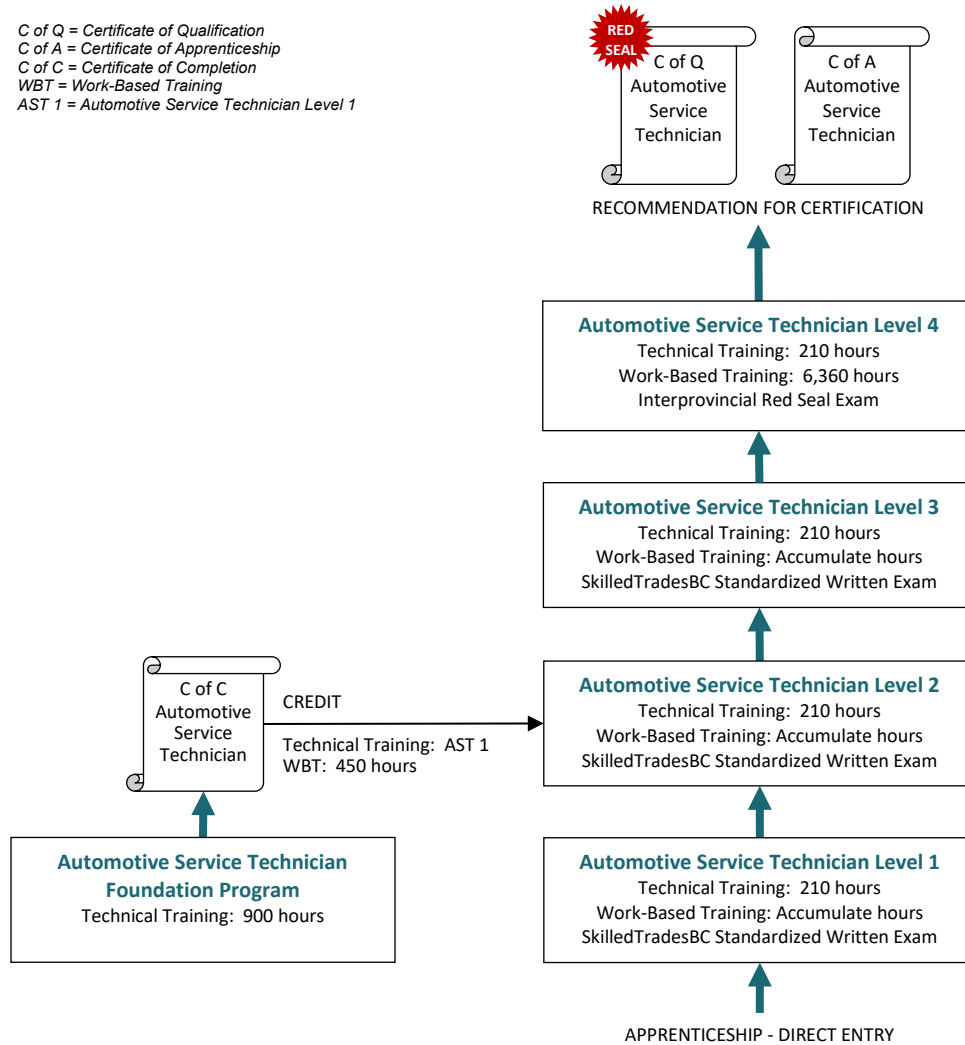 C of Q = Certificate of Qualification
C of A = Certificate of Apprenticeship
C of C = Certificate of Completion
WBT = Work-Based Training
AST 1 = Automotive Service Technician Level 1
RED
SEAL
C of Q
Automotive
Service
Technician
C of A
Automotive
Service
Technician
RECOMMENDATION FOR CERTIFICATION
Automotive Service Technician Level 4
Technical Training: 210 hours
Work-Based Training: 6,360 hours
Interprovincial Red Seal Exam
Automotive Service Technician Level 3
Technical Training: 210 hours
Work-Based Training: Accumulate hours
SkilledTradesBC Standardized Written Exam
C of C
Automotive
Service
Technician
CREDIT
Technical Training: AST 1
WBT: 450 hours
Automotive Service Technician Level 2
Technical Training: 210 hours
Work-Based Training: Accumulate hours
SkilledTradesBC Standardized Written Exam
Automotive Service Technician
Foundation Program
Technical Training: 900 hours
Automotive Service Technician Level 1
Technical Training: 210 hours
Work-Based Training: Accumulate hours
SkilledTradesBC Standardized Written Exam
APPRENTICESHIP - DIRECT ENTRY